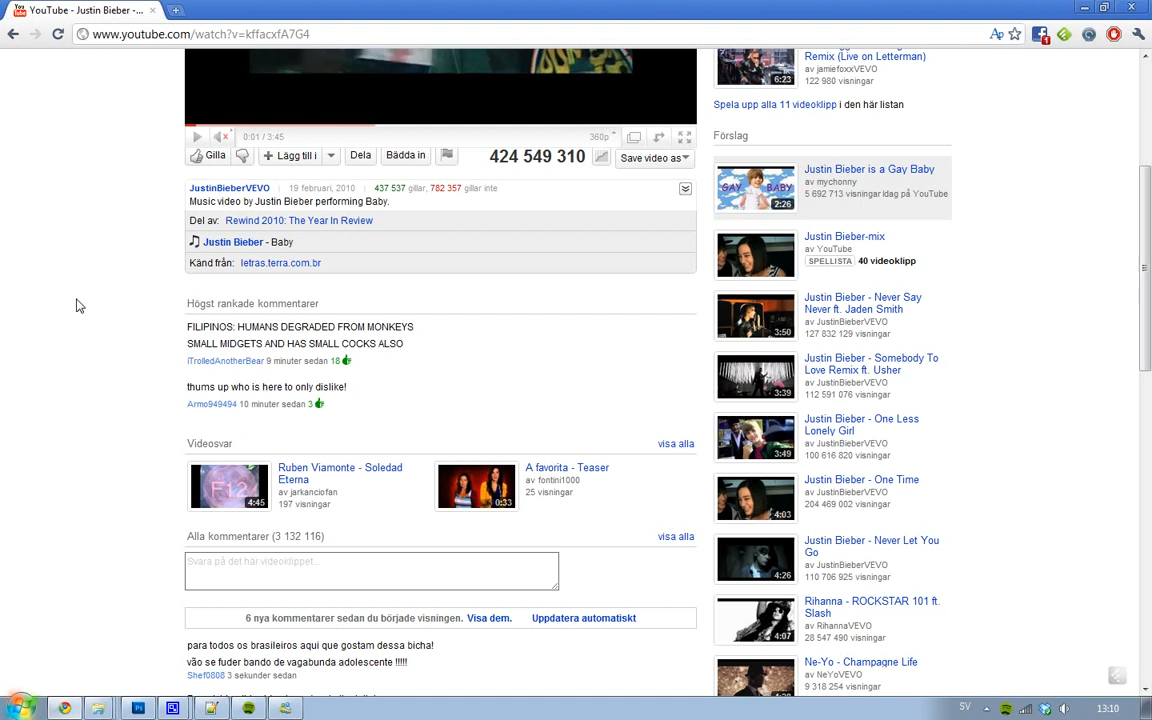 YouTube - Justin Bieber -...
www.youtube.com/watch?v=kffacxfA7G4
1
0:01 / 3:45
360p
Gilla
Lägg till i
Dela
Bädda in
424 549 310
Save video as
JustinBieberVEVO | 19 februari, 2010 | 437 537 gillar, 782 357 gillar inte
Music video by Justin Bieber performing Baby.
Del av: Rewind 2010: The Year In Review
Justin Bieber - Baby
Känd från: letras.terra.com.br
Högst rankade kommentarer
FILIPINOS: HUMANS DEGRADED FROM MONKEYS
SMALL MIDGETS AND HAS SMALL COCKS ALSO
iTrolledAnotherBear 9 minuter sedan 18
thums up who is here to only dislike!
Armo949494 10 minuter sedan 3
Videosvar
visa alla
F12
4:45
Ruben Viamonte - Soledad
Eterna
av jarkanciofan
197 visningar
0:33
A favorita - Teaser
av fontini1000
25 visningar
Alla kommentarer (3 132 116)
visa alla
Svara på det här videoklippet...
6 nya kommentarer sedan du började visningen. Visa dem. Uppdatera automatiskt
para todos os brasileiros aqui que gostam dessa bicha!
vão se fuder bando de vagabunda adolescente !!!!!
Shef0808 3 sekunder sedan
6:23
Remix (Live on Letterman)
av jamiefoxxVEVO
122 980 visningar
Spela upp alla 11 videoklipp i den här listan
Förslag
GAY BABY
2:26
Justin Bieber is a Gay Baby
av mychonny
5 692 713 visningar Idag på YouTube
Justin Bieber-mix
av YouTube
SPELLISTA 40 videoklipp
3:50
Justin Bieber - Never Say
Never ft. Jaden Smith
av JustinBieberVEVO
127 832 129 visningar
3:39
Justin Bieber - Somebody To
Love Remix ft. Usher
av JustinBieberVEVO
112 591 076 visningar
3:49
Justin Bieber - One Less
Lonely Girl
av JustinBieberVEVO
100 616 820 visningar
4:03
Justin Bieber - One Time
av JustinBieberVEVO
204 469 002 visningar
4:26
Justin Bieber - Never Let You
Go
av JustinBieberVEVO
110 706 925 visningar
4:07
Rihanna - ROCKSTAR 101 ft.
Slash
av RihannaVEVO
28 547 490 visningar
Ne-Yo - Champagne Life
av NeYoVEVO
9 318 254 visningar
SV
13:10